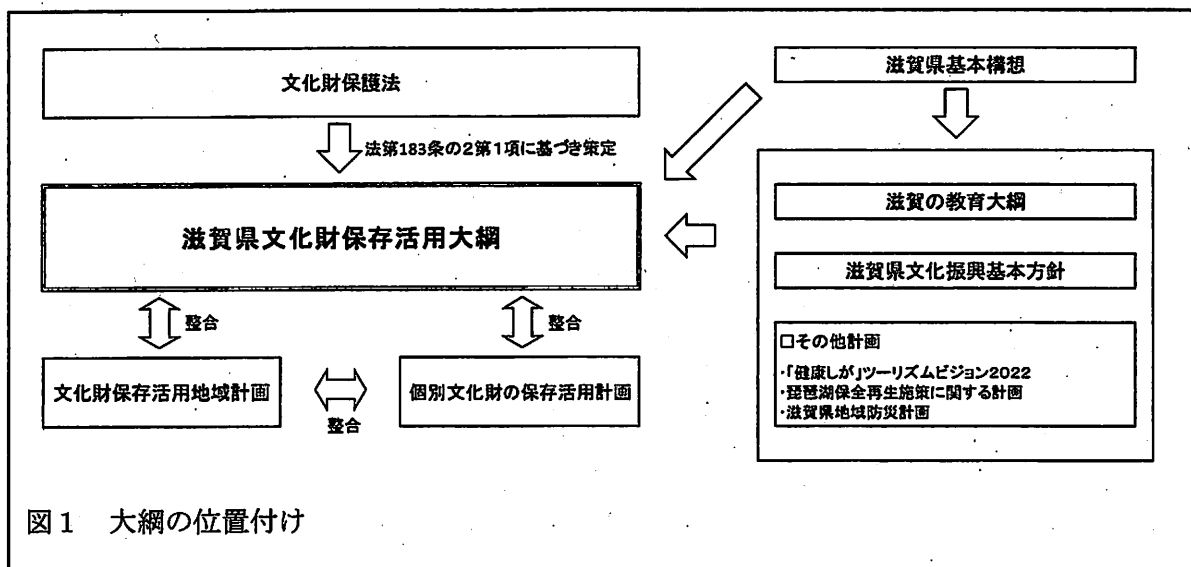 文化財保護法
滋賀県基本構想
法第183条の2第1項に基づき策定
滋賀県文化財保存活用大綱
滋賀の教育大綱
滋賀県文化振興基本方針
整合
整合
□その他計画
・「健康しが」ツーリズムビジョン2022
・琵琶湖保全再生施策に関する計画
・滋賀県地域防災計画
文化財保存活用地域計画
個別文化財の保存活用計画
整合
図1 大綱の位置付け